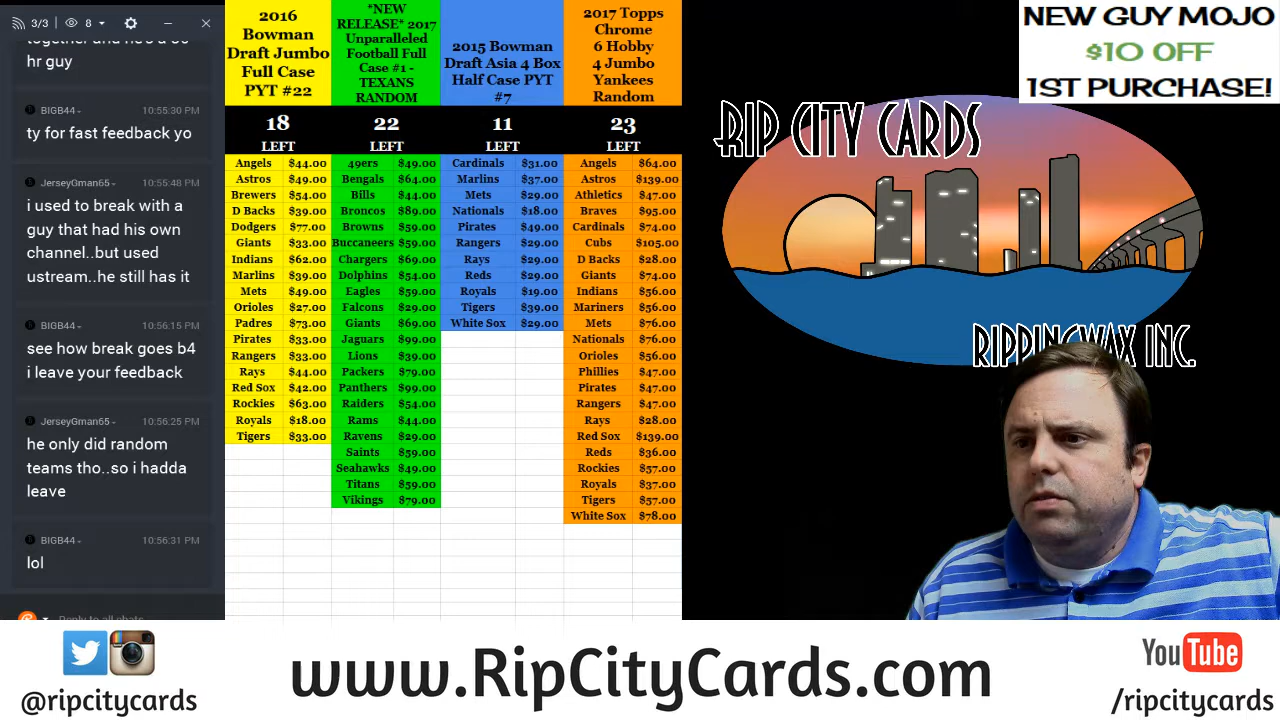 3/3
8
hr guy
BIGB44
10:55:30 PM
ty for fast feedback yo
JerseyGman65
10:55:48 PM
i used to break with a
guy that had his own
channel..but used
ustream..he still has it
BIGB44
10:56:15 PM
see how break goes b4
i leave your feedback
JerseyGman65
10:56:25 PM
he only did random
teams tho..so i hadda
leave
BIGB44
10:56:31 PM
lol
2016
Bowman
Draft Jumbo
Full Case
PYT #22
18
LEFT
Angels $44.00
Astros $49.00
Brewers $54.00
D Backs $39.00
Dodgers $77.00
Giants $33.00
Indians $62.00
Marlins $39.00
Mets $49.00
Orioles $27.00
Padres $73.00
Pirates $33.00
Rangers $33.00
Rays $44.00
Red Sox $42.00
Rockies $63.00
Royals $18.00
Tigers $33.00
*NEW
RELEASE* 2017
Unparalleled
Football Full
Case #1 -
TEXANS
RANDOM
22
LEFT
49ers $49.00
Bengals $64.00
Bills $44.00
Broncos $89.00
Browns $59.00
Buccaneers $59.00
Chargers $69.00
Dolphins $54.00
Eagles $59.00
Falcons $29.00
Giants $69.00
Jaguars $99.00
Lions $39.00
Packers $79.00
Panthers $99.00
Raiders $54.00
Rams $44.00
Ravens $29.00
Saints $59.00
Seahawks $49.00
Titans $59.00
Vikings $79.00
2015 Bowman
Draft Asia 4 Box
Half Case PYT
#7
11
LEFT
Cardinals $31.00
Marlins $37.00
Mets $29.00
Nationals $18.00
Pirates $49.00
Rangers $29.00
Rays $29.00
Reds $29.00
Royals $19.00
Tigers $39.00
White Sox $29.00
2017 Topps
Chrome
6 Hobby
4 Jumbo
Yankees
Random
23
LEFT
Angels $64.00
Astros $139.00
Athletics $47.00
Braves $95.00
Cardinals $74.00
Cubs $105.00
D Backs $28.00
Giants $74.00
Indians $56.00
Mariners $56.00
Mets $76.00
Nationals $76.00
Orioles $56.00
Phillies $47.00
Pirates $47.00
Rangers $47.00
Rays $28.00
Red Sox $139.00
Reds $36.00
Rockies $57.00
Royals $37.00
Tigers $57.00
White Sox $78.00
NEW GUY MOJO
$10 OFF
1ST PURCHASE!
RIP CITY CARDS
RIPPINGWAX INC.
@ripcitycards
www.RipCityCards.com
YouTube
/ripcitycards